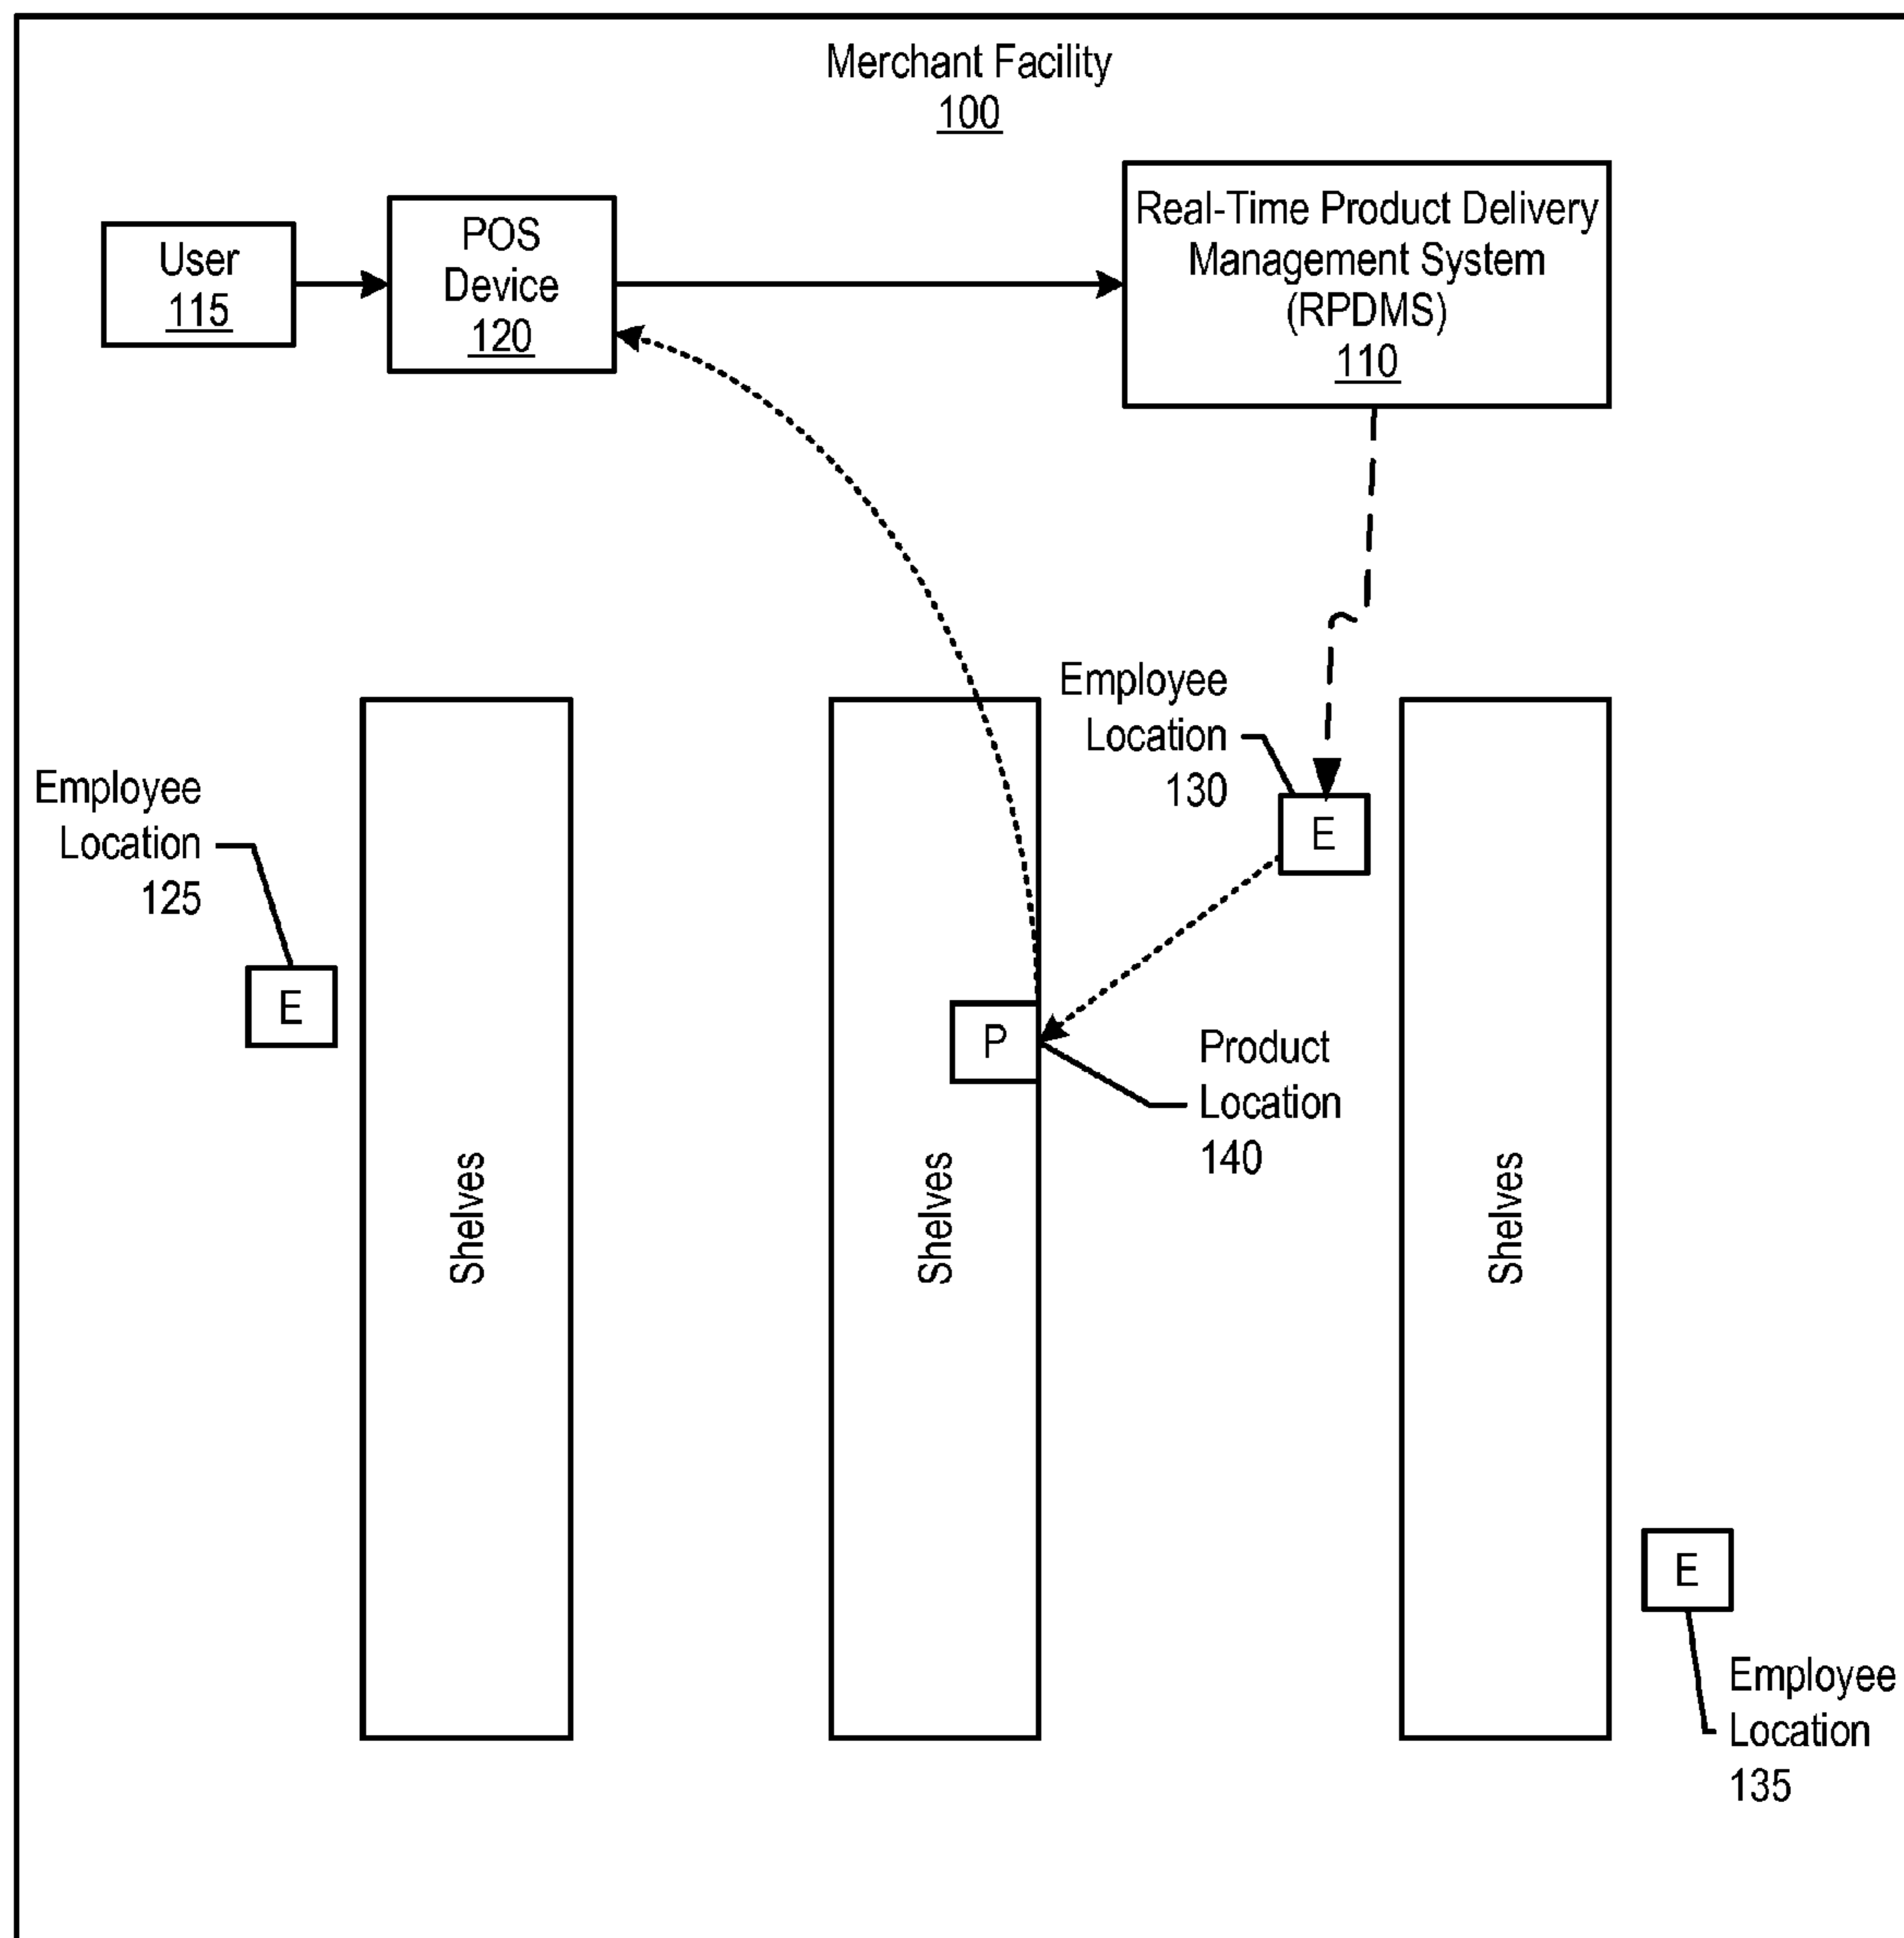 Merchant Facility
100
User
115
POS
Device
120
Real-Time Product Delivery
Management System
(RPDMS)
110
Employee
Location
130
E
Employee
Location
125
E
P
Product
Location
140
Shelves
Shelves
Shelves
E
Employee
Location
135